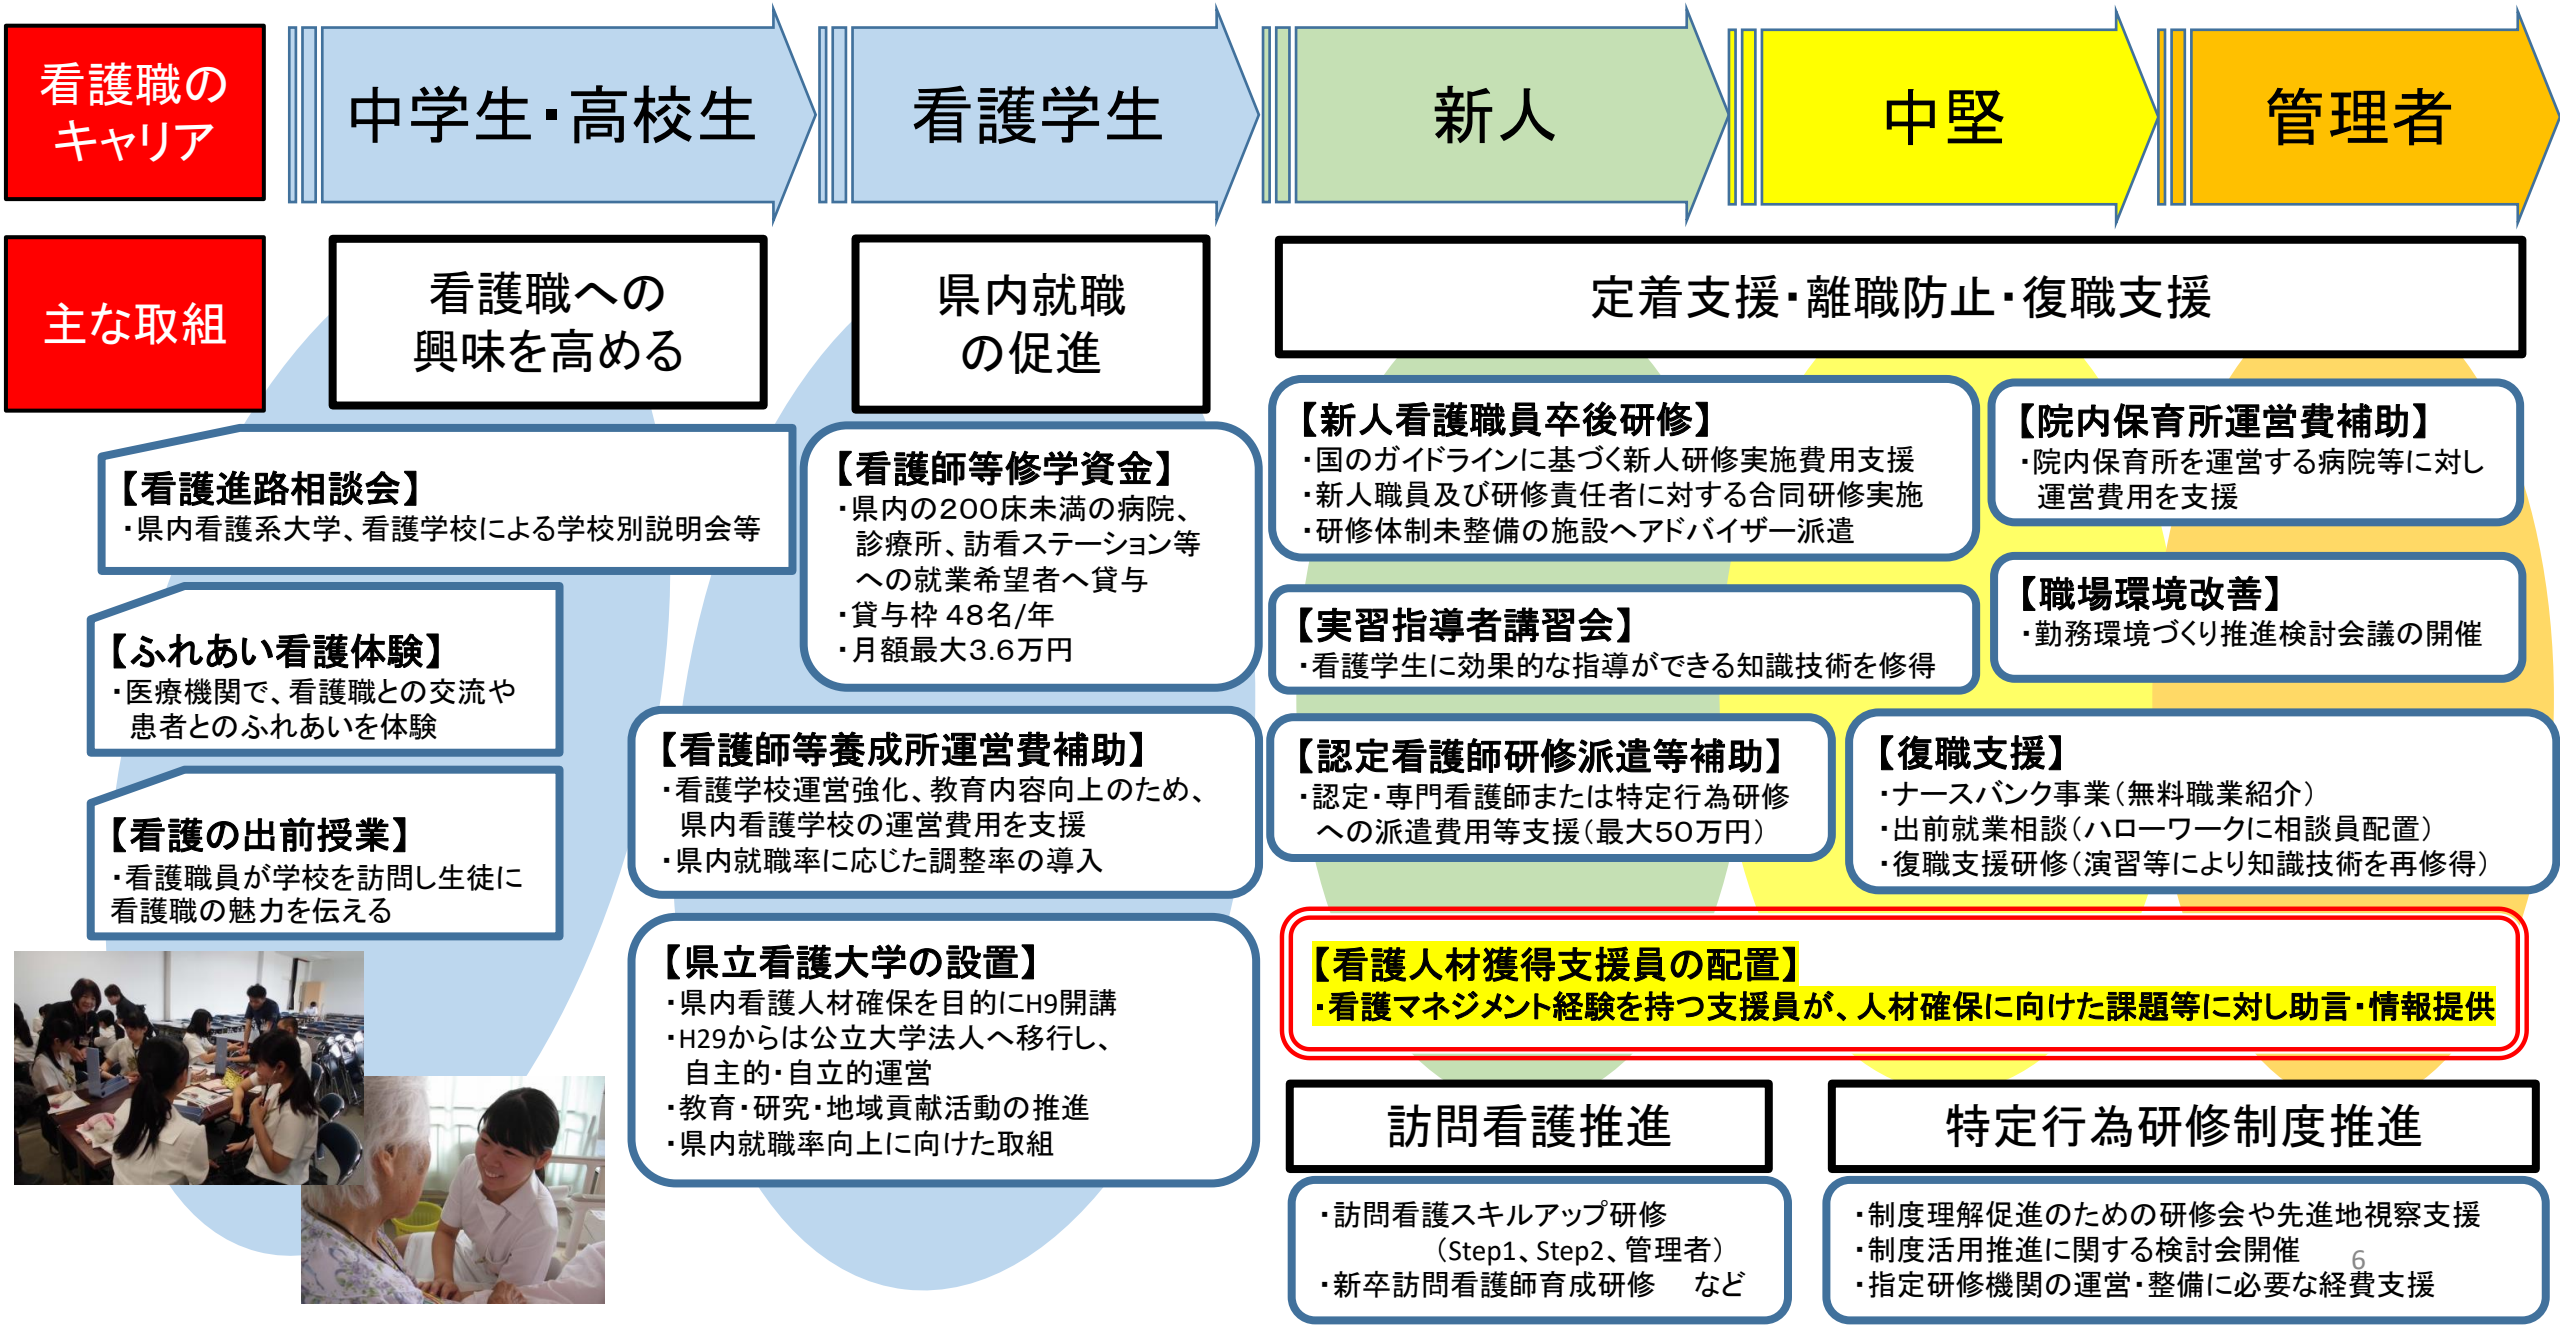 看護職の
キャリア
中学生・高校生
看護学生
新人
中堅
管理者
主な取組
看護職への
興味を高める
県内就職
の促進
定着支援・離職防止・復職支援
【看護進路相談会】
・県内看護系大学、看護学校による学校別説明会等
【ふれあい看護体験】
・医療機関で、看護職との交流や
患者とのふれあいを体験
【看護の出前授業】
・看護職員が学校を訪問し生徒に
看護職の魅力を伝える
【看護師等修学資金】
・県内の200床未満の病院、
診療所、訪看ステーション等
への就業希望者へ貸与
・貸与枠 48名/年
・月額最大3.6万円
【看護師等養成所運営費補助】
・看護学校運営強化、教育内容向上のため、
県内看護学校の運営費用を支援
・県内就職率に応じた調整率の導入
【県立看護大学の設置】
・県内看護人材確保を目的にH9開講
・H29からは公立大学法人へ移行し、
自主的・自立的運営
・教育・研究・地域貢献活動の推進
・県内就職率向上に向けた取組
【新人看護職員卒後研修】
・国のガイドラインに基づく新人研修実施費用支援
・新人職員及び研修責任者に対する合同研修実施
・研修体制未整備の施設へアドバイザー派遣
【院内保育所運営費補助】
・院内保育所を運営する病院等に対し
運営費用を支援
【実習指導者講習会】
・看護学生に効果的な指導ができる知識技術を修得
【職場環境改善】
・勤務環境づくり推進検討会議の開催
【認定看護師研修派遣等補助】
・認定・専門看護師または特定行為研修
への派遣費用等支援（最大50万円）
【復職支援】
・ナースバンク事業（無料職業紹介）
・出前就業相談（ハローワークに相談員配置）
・復職支援研修（演習等により知識技術を再修得）
【看護人材獲得支援員の配置】
・看護マネジメント経験を持つ支援員が、人材確保に向けた課題等に対し助言・情報提供
訪問看護推進
・訪問看護スキルアップ研修
（Step1、Step2、管理者）
・新卒訪問看護師育成研修　など
特定行為研修制度推進
・制度理解促進のための研修会や先進地視察支援
・制度活用推進に関する検討会開催
・指定研修機関の運営・整備に必要な経費支援
6